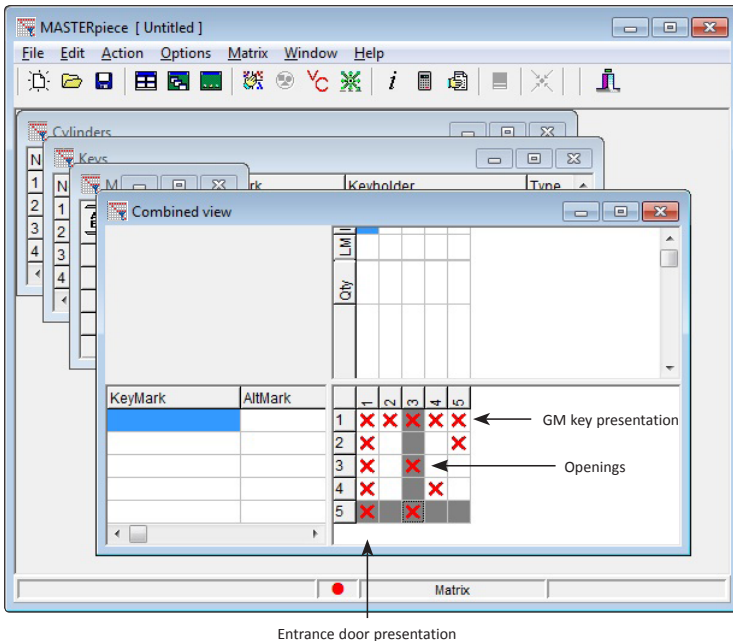 MASTERpiece [ Untitled ]
File Edit Action Options Matrix Window Help
Cylinders
Keys
N
N
M
rk Keyholder Type
1
2
3
4
1
2
3
4
Combined view
LM
Qty
KeyMark AltMark
1 2 3 4 5
1
2
3
4
5
GM key presentation
Openings
Matrix
Entrance door presentation